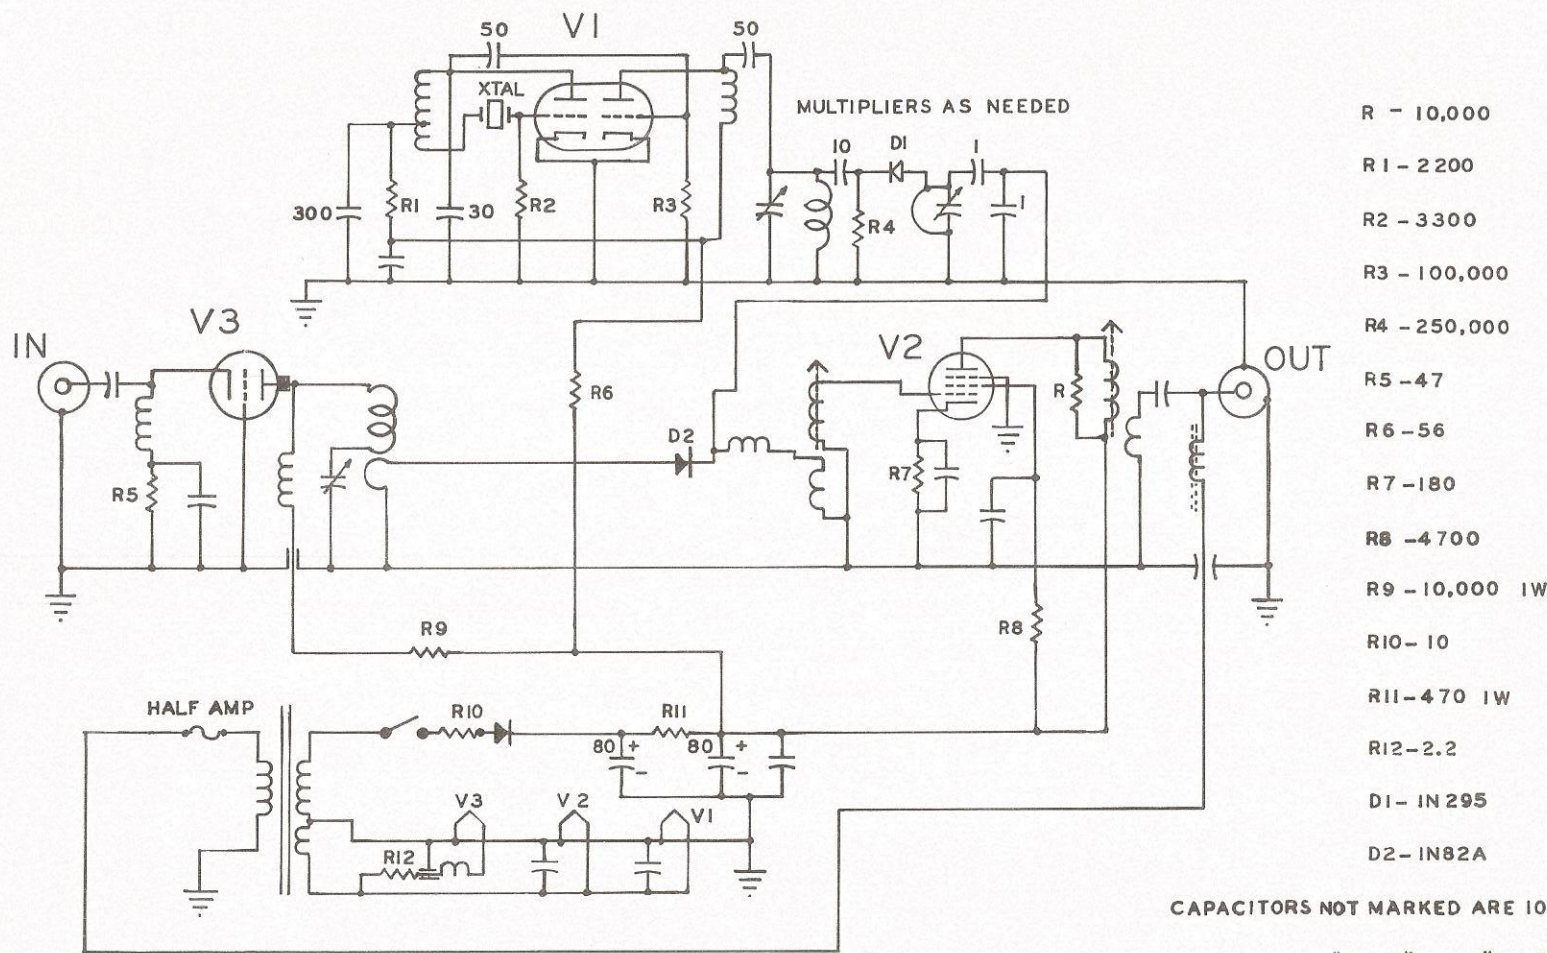 V1
50
50
XTAL
MULTIPLIERS AS NEEDED
10
D1
1
300
R1
30
R2
R3
R4
1
IN
V3
V2
OUT
R6
R
D2
R5
R7
R9
R8
HALF AMP
R10
R11
80 +
-
80 +
-
V3
V2
V1
R12
R - 10,000
R1 - 2200
R2 - 3300
R3 - 100,000
R4 - 250,000
R5 - 47
R6 - 56
R7 - 180
R8 - 4700
R9 - 10,000 1W
R10 - 10
R11 - 470 1W
R12 - 2.2
D1 - 1N295
D2 - 1N82A
CAPACITORS NOT MARKED ARE 10